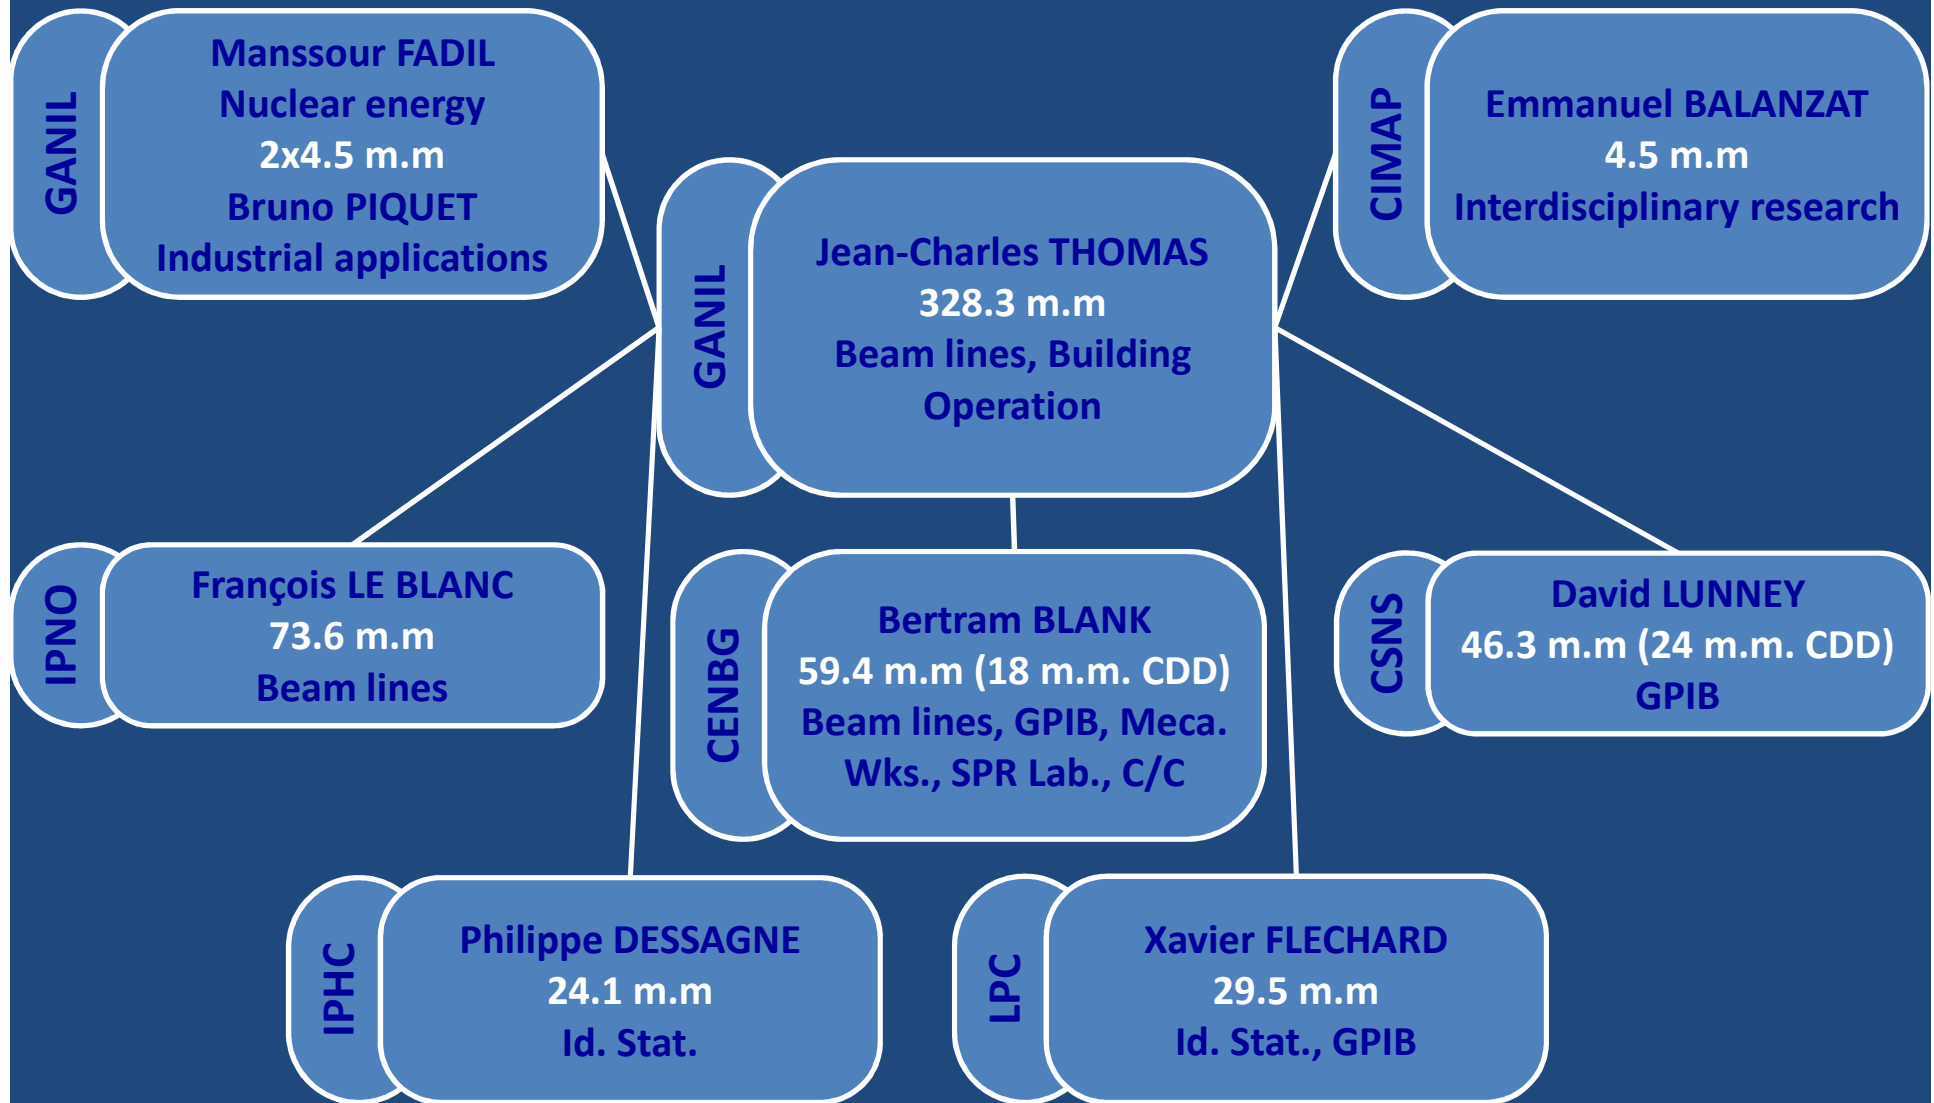 GANIL
Manssour FADIL
Nuclear energy
2x4.5 m.m
Bruno PIQUET
Industrial applications
GANIL
Jean-Charles THOMAS
328.3 m.m
Beam lines, Building
Operation
CIMAP
Emmanuel BALANZAT
4.5 m.m
Interdisciplinary research
IPNO
François LE BLANC
73.6 m.m
Beam lines
CENBG
Bertram BLANK
59.4 m.m (18 m.m. CDD)
Beam lines, GPIB, Meca.
Wks., SPR Lab., C/C
CSNS
David LUNNEY
46.3 m.m (24 m.m. CDD)
GPIB
IPHC
Philippe DESSAGNE
24.1 m.m
Id. Stat.
LPC
Xavier FLECHARD
29.5 m.m
Id. Stat., GPIB